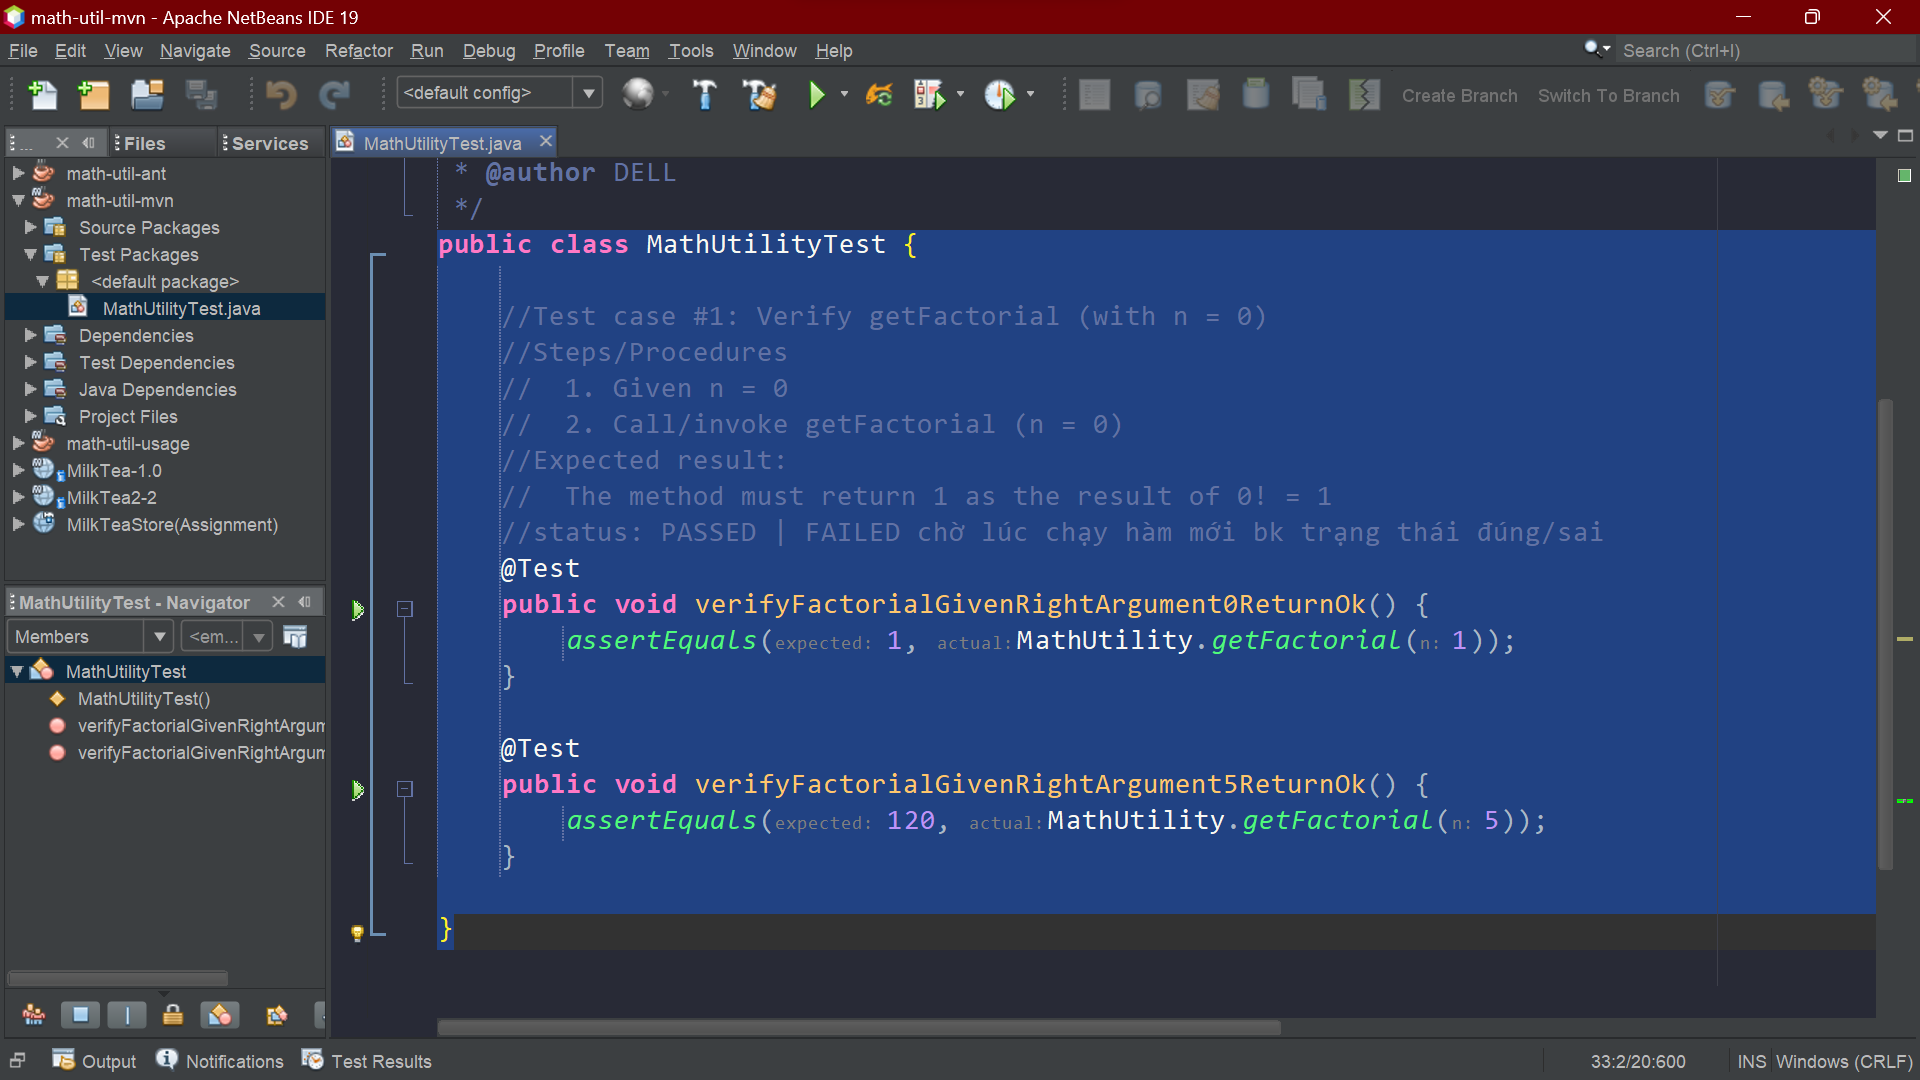 math-util-mvn - Apache NetBeans IDE 19
File Edit View Navigate Source Refactor Run Debug Profile Team Tools Window Help
Search (Ctrl+I)
<default config>
Create Branch Switch To Branch
... Files Services
MathUtilityTest.java
math-util-ant
math-util-mvn
Source Packages
Test Packages
<default package>
MathUtilityTest.java
Dependencies
Test Dependencies
Java Dependencies
Project Files
math-util-usage
MilkTea-1.0
MilkTea2-2
MilkTeaStore(Assignment)
MathUtilityTest - Navigator
Members <em...
MathUtilityTest
MathUtilityTest()
verifyFactorialGivenRightArgum
verifyFactorialGivenRightArgum
* @author DELL
*/
public class MathUtilityTest {
//Test case #1: Verify getFactorial (with n = 0)
//Steps/Procedures
//  1. Given n = 0
//  2. Call/invoke getFactorial (n = 0)
//Expected result:
//  The method must return 1 as the result of 0! = 1
//status: PASSED | FAILED chờ lúc chạy hàm mới bk trạng thái đúng/sai
@Test
public void verifyFactorialGivenRightArgument0ReturnOk() {
assertEquals(expected: 1, actual: MathUtility.getFactorial(n: 1));
}
@Test
public void verifyFactorialGivenRightArgument5ReturnOk() {
assertEquals(expected: 120, actual: MathUtility.getFactorial(n: 5));
}
}
Output Notifications Test Results
33:2/20:600 INS Windows (CRLF)